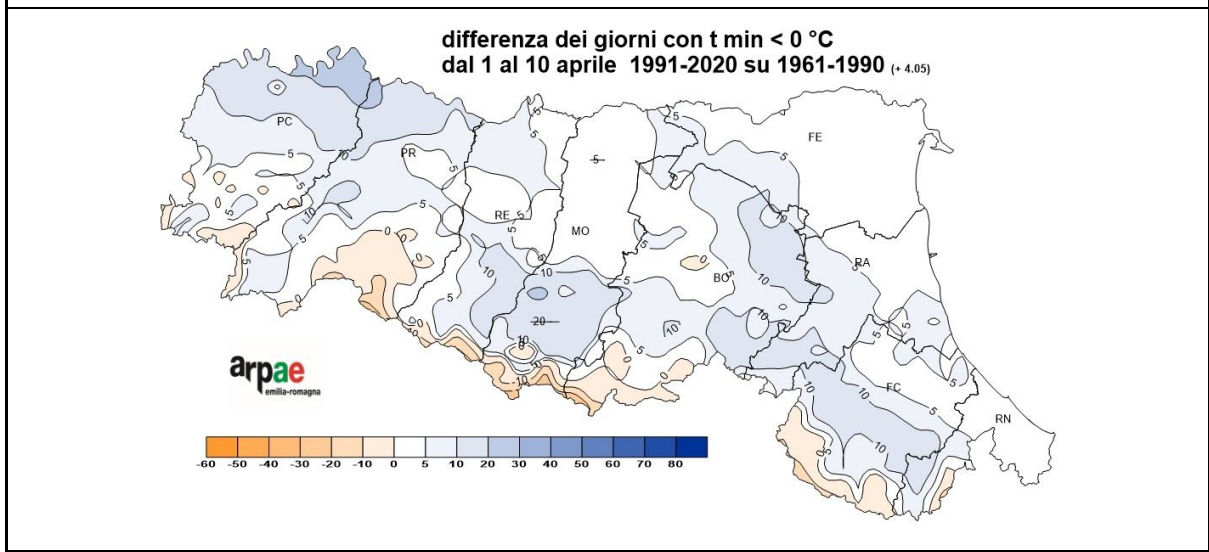 differenza dei giorni con t min < 0 °C
dal 1 al 10 aprile 1991-2020 su 1961-1990 (+ 4.05)
PC
PR
RE
MO
BO
FE
RA
FC
RN
arpae
emilia-romagna
-60 -50 -40 -30 -20 -10 0 5 10 20 30 40 50 60 70 80